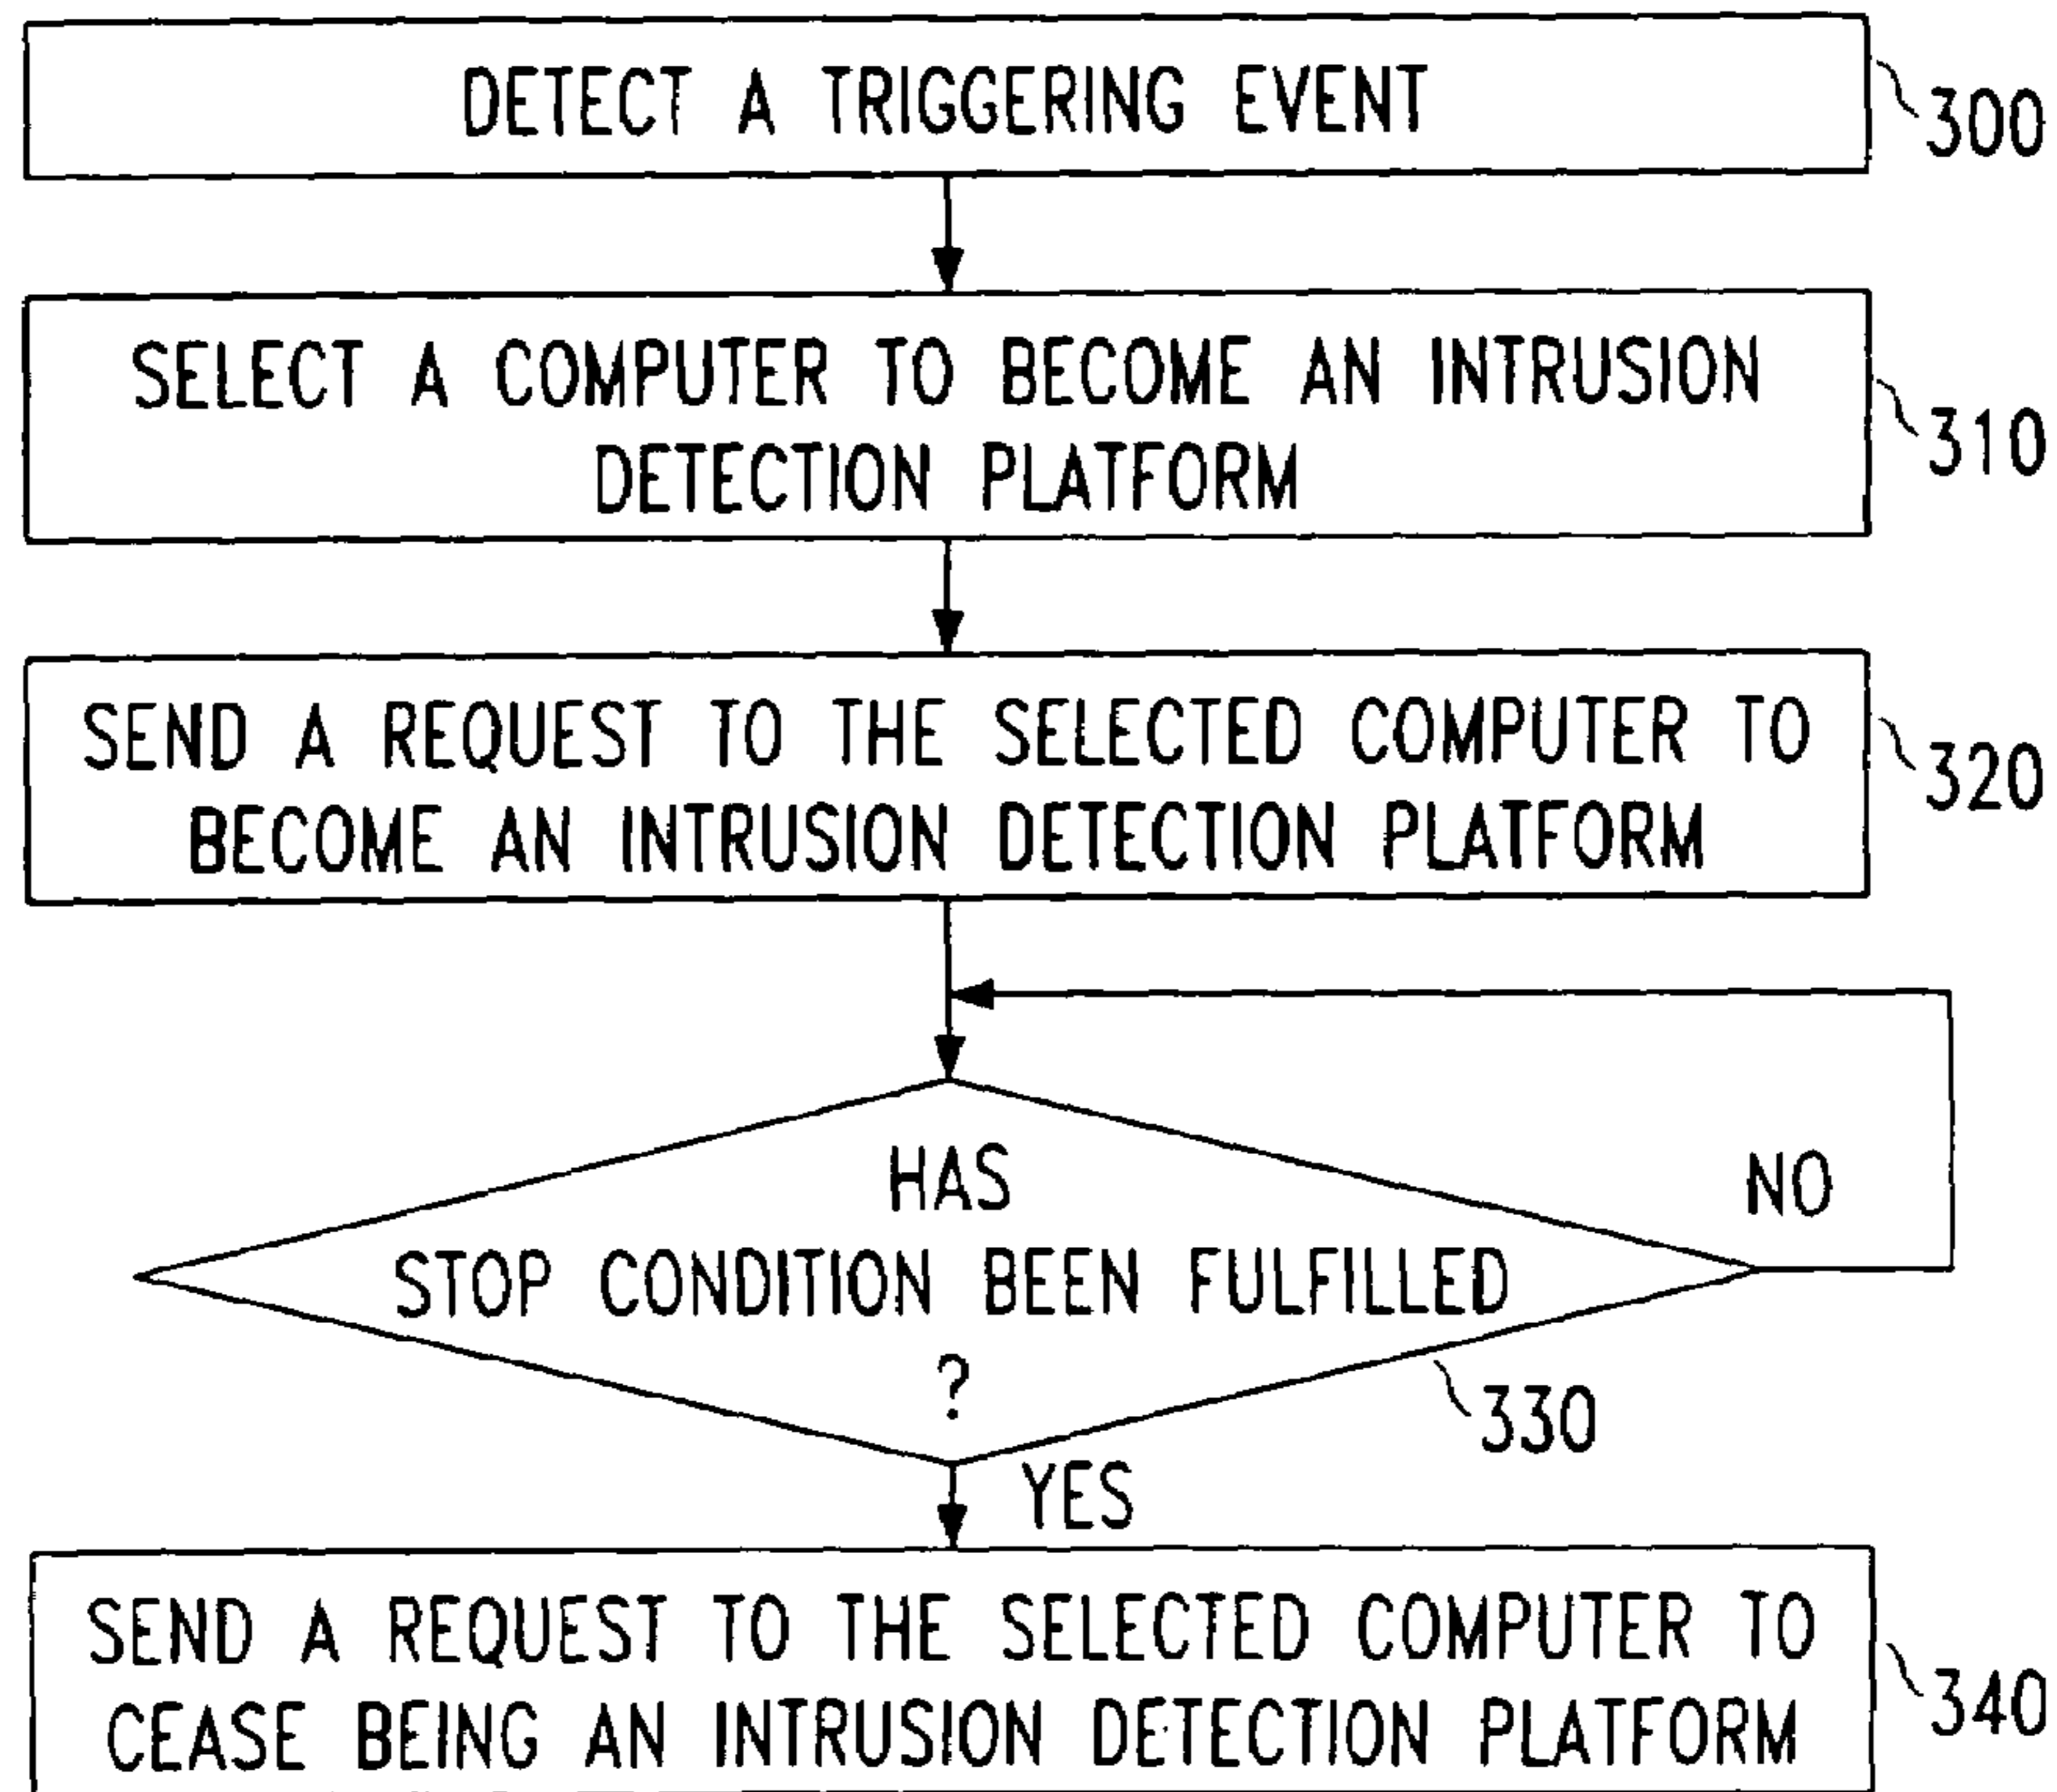 DETECT A TRIGGERING EVENT
300
SELECT A COMPUTER TO BECOME AN INTRUSION
DETECTION PLATFORM
310
SEND A REQUEST TO THE SELECTED COMPUTER TO
BECOME AN INTRUSION DETECTION PLATFORM
320
HAS
STOP CONDITION BEEN FULFILLED
?
NO
330
YES
SEND A REQUEST TO THE SELECTED COMPUTER TO
CEASE BEING AN INTRUSION DETECTION PLATFORM
340